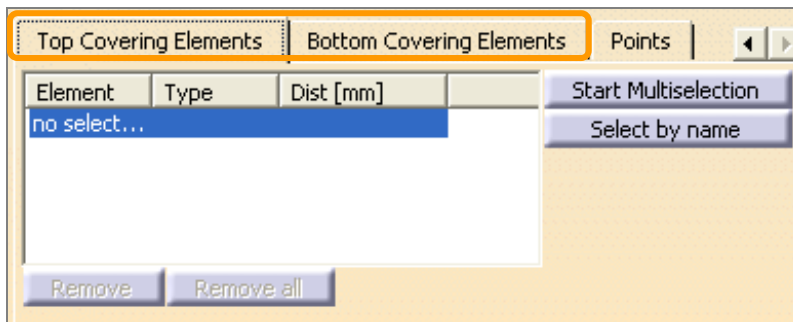 Top Covering Elements Bottom Covering Elements Points
Element Type Dist [mm] Start Multiselection
no select... Select by name
Remove Remove all